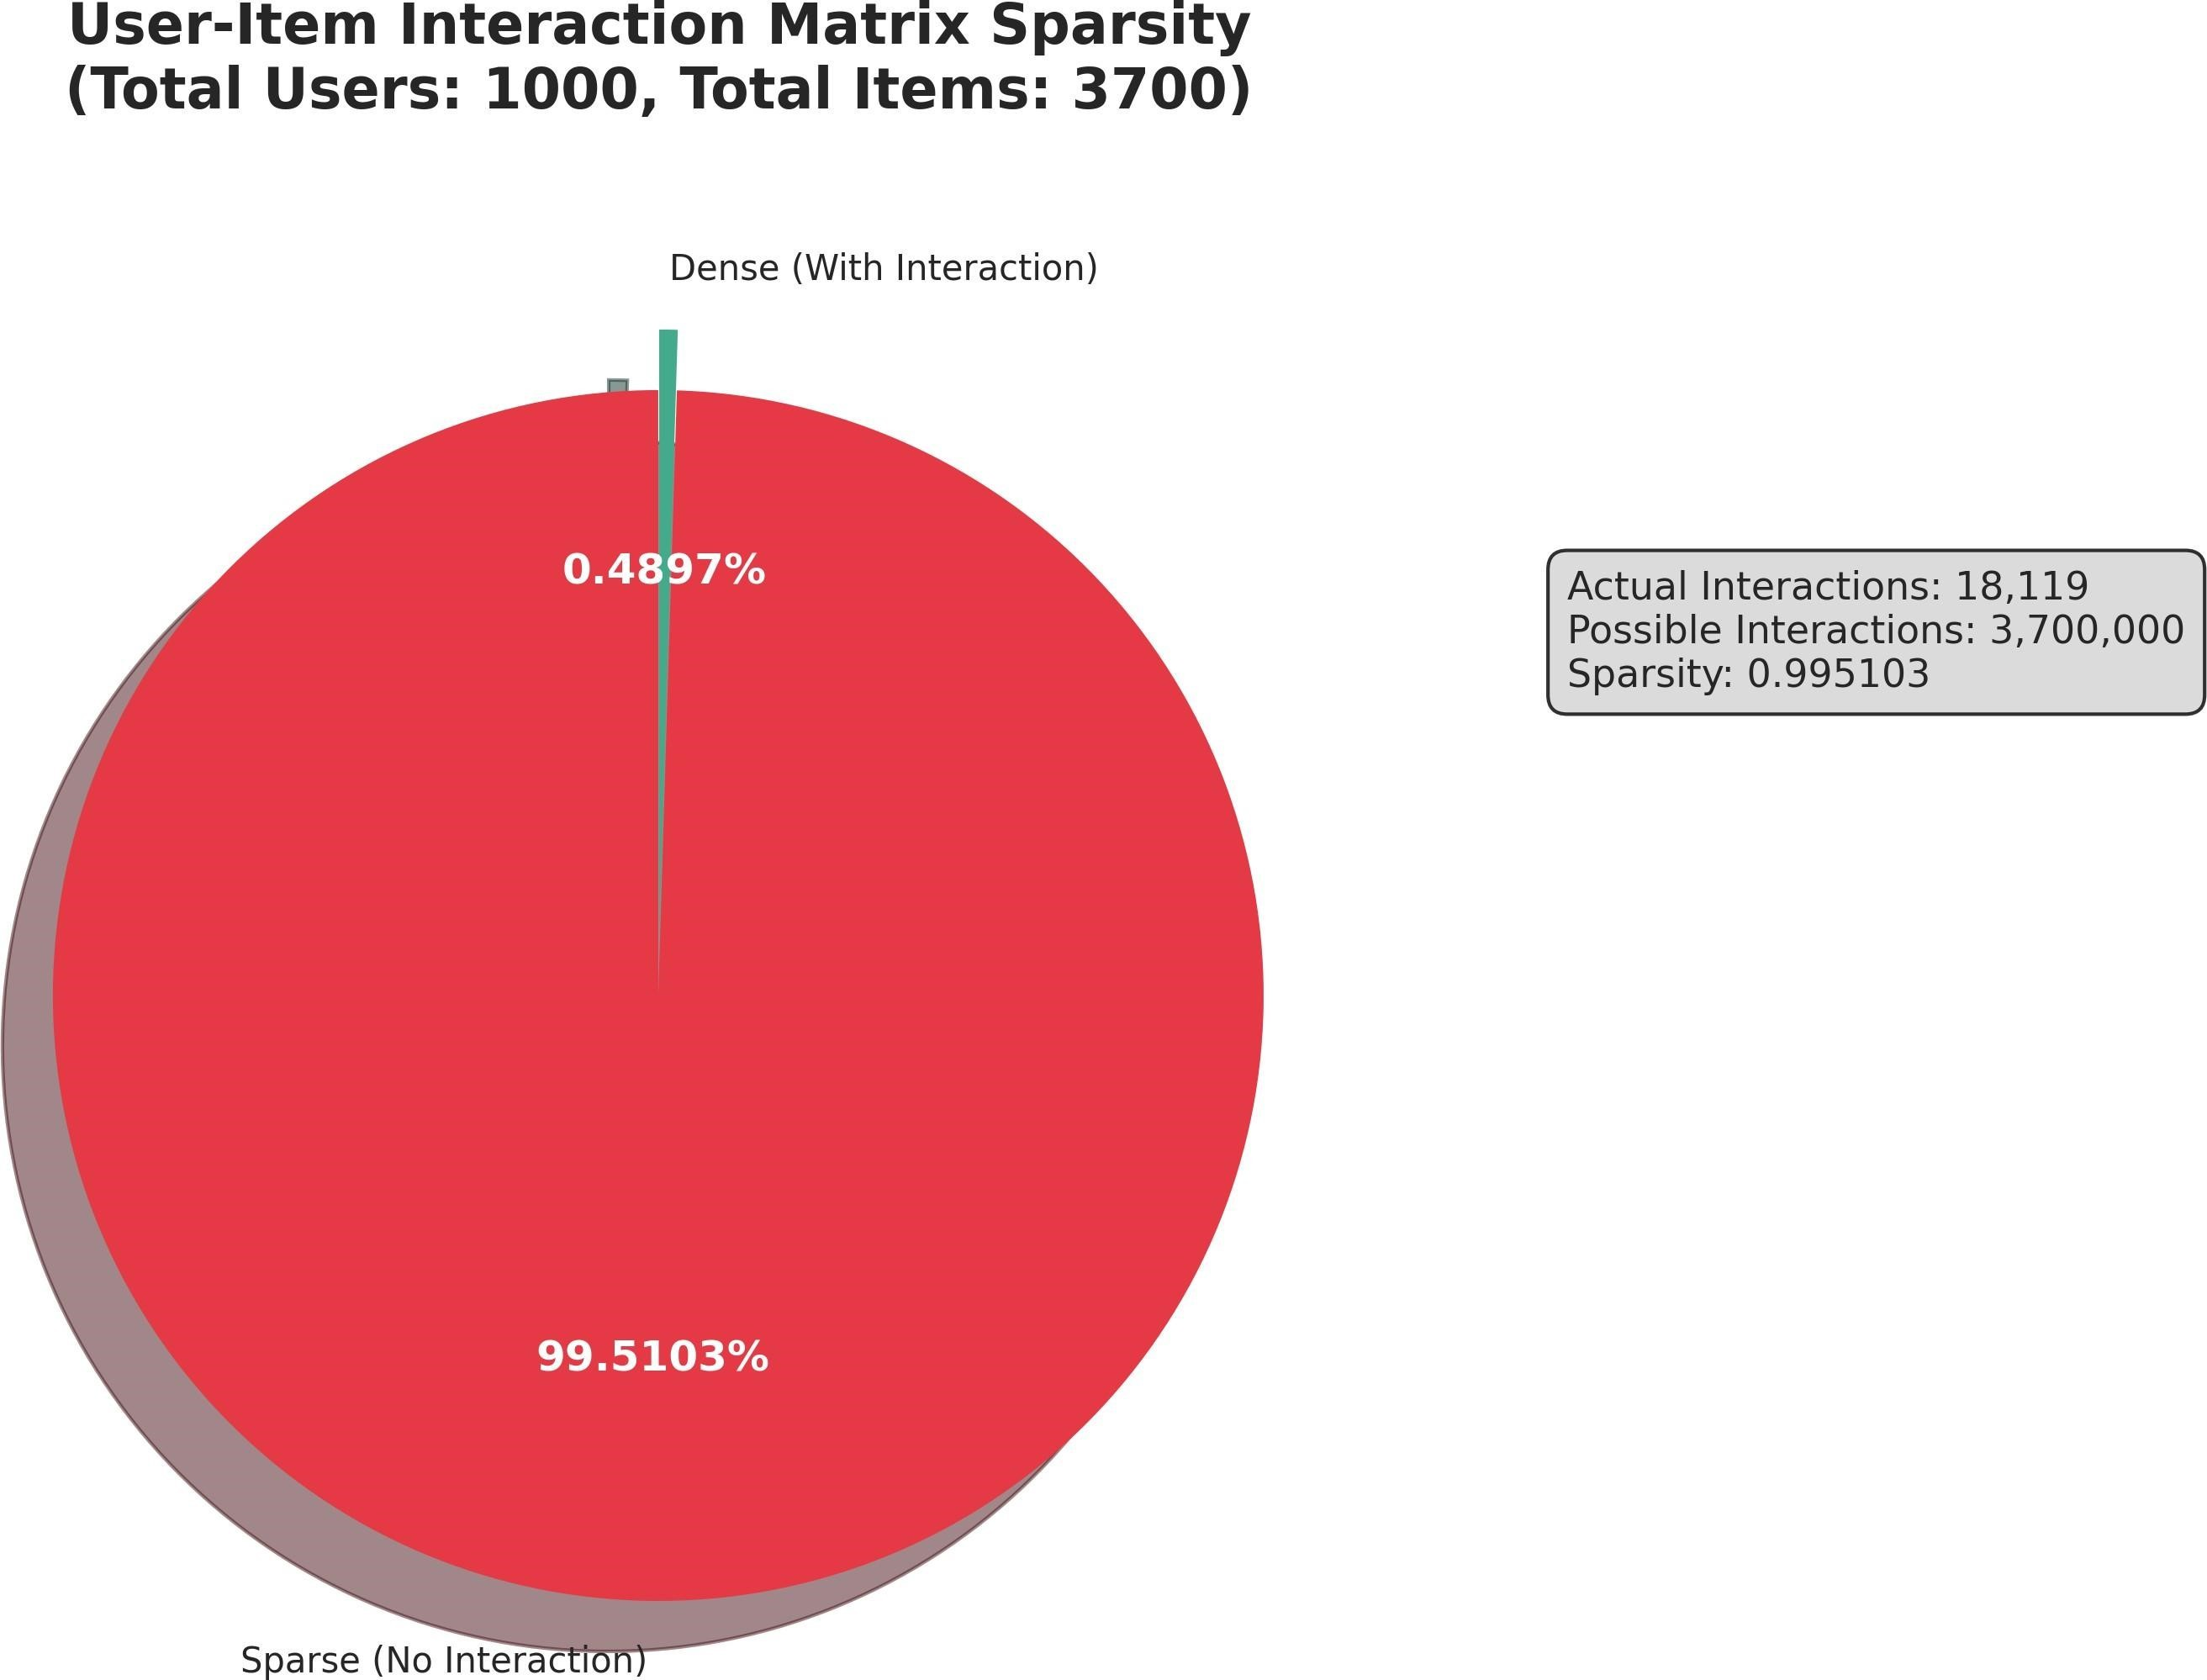 User-Item Interaction Matrix Sparsity
(Total Users: 1000, Total Items: 3700)
Dense (With Interaction)
0.4897%
Actual Interactions: 18,119
Possible Interactions: 3,700,000
Sparsity: 0.995103
99.5103%
Sparse (No Interaction)